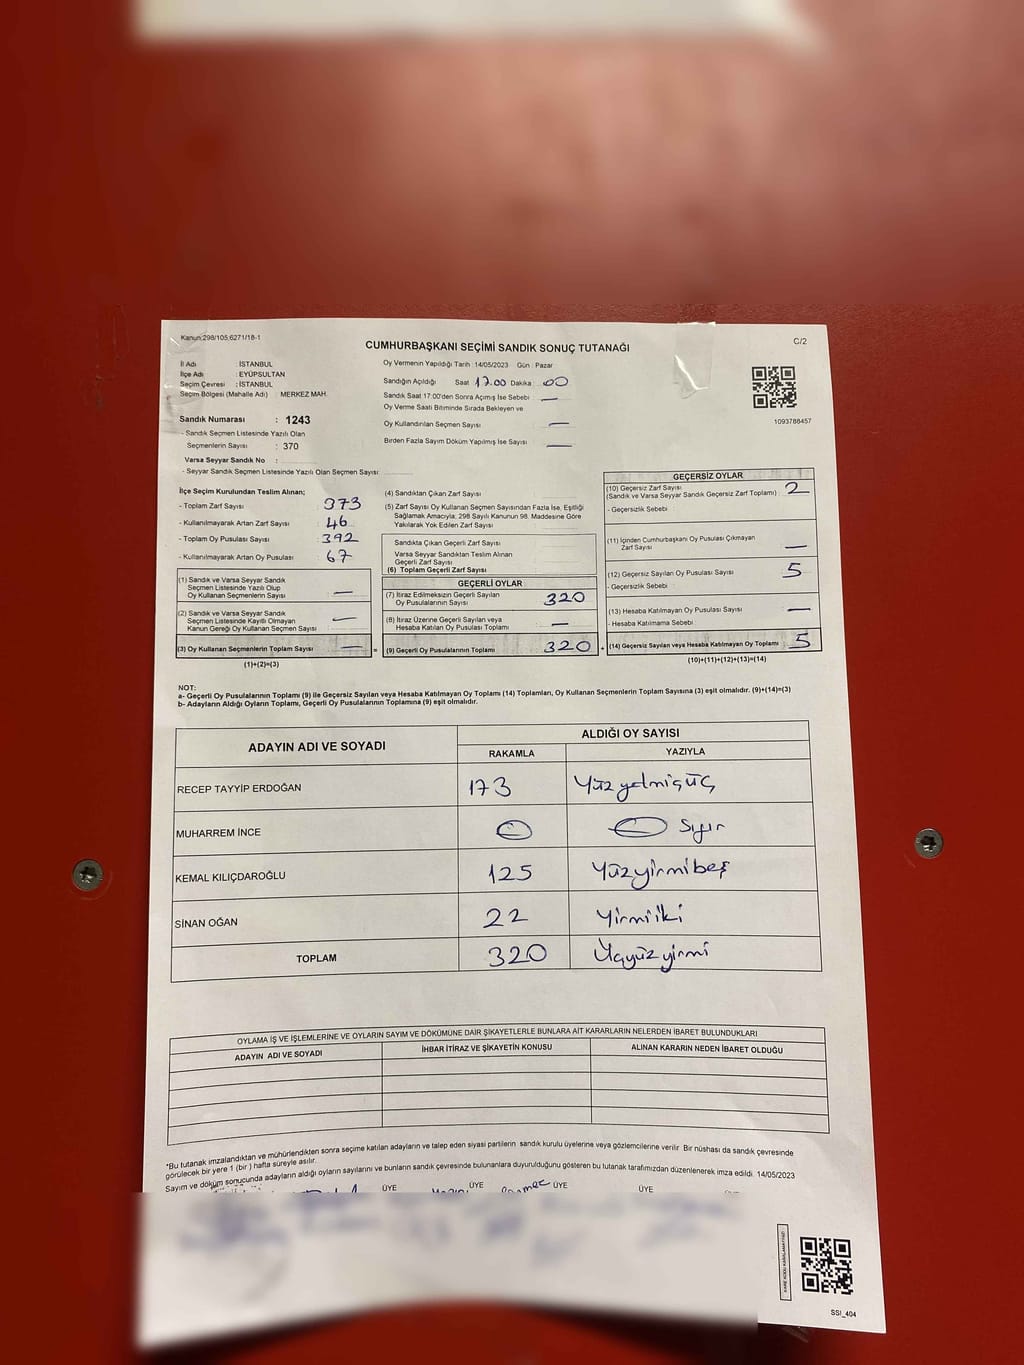 Kanun:298/105;6271/18-1
C/2
CUMHURBAŞKANI SEÇİMİ SANDIK SONUÇ TUTANAĞI
İl Adı : İSTANBUL
İlçe Adı : EYÜPSULTAN
Seçim Çevresi : İSTANBUL
Seçim Bölgesi (Mahalle Adı) : MERKEZ MAH.
Sandık Numarası : 1243
- Sandık Seçmen Listesinde Yazılı Olan
Seçmenlerin Sayısı : 370
Varsa Seyyar Sandık No :
- Seyyar Sandık Seçmen Listesinde Yazılı Olan Seçmen Sayısı
Oy Vermenin Yapıldığı Tarih : 14/05/2023 Gün : Pazar
Sandığın Açıldığı Saat 17.00 Dakika : 00
Sandık Saat 17:00'den Sonra Açmış İse Sebebi —
Oy Verme Saati Bitiminde Sırada Bekleyen ve
Oy Kullandırılan Seçmen Sayısı —
Birden Fazla Sayım Döküm Yapılmış İse Sayısı —
1093788457
İlçe Seçim Kurulundan Teslim Alınan;
- Toplam Zarf Sayısı : 373
- Kullanılmayarak Artan Zarf Sayısı : 46
- Toplam Oy Pusulası Sayısı : 392
- Kullanılmayarak Artan Oy Pusulası : 67
(1) Sandık ve Varsa Seyyar Sandık
Seçmen Listesinde Yazılı Olup
Oy Kullanan Seçmenlerin Sayısı —
(2) Sandık ve Varsa Seyyar Sandık
Seçmen Listesinde Kayıtlı Olmayan
Kanun Gereği Oy Kullanan Seçmen Sayısı —
(3) Oy Kullanan Seçmenlerin Toplam Sayısı — =
(1)+(2)=(3)
(4) Sandıktan Çıkan Zarf Sayısı
(5) Zarf Sayısı Oy Kullanan Seçmen Sayısından Fazla İse, Eşitliği
Sağlamak Amacıyla, 298 Sayılı Kanunun 98. Maddesine Göre
Yakılarak Yok Edilen Zarf Sayısı
Sandıkta Çıkan Geçerli Zarf Sayısı
Varsa Seyyar Sandıktan Teslim Alınan
Geçerli Zarf Sayısı
(6) Toplam Geçerli Zarf Sayısı
GEÇERLİ OYLAR
(7) İtiraz Edilmeksizin Geçerli Sayılan
Oy Pusulalarının Sayısı 320
(8) İtiraz Üzerine Geçerli Sayılan veya
Hesaba Katılan Oy Pusulası Toplamı —
(9) Geçerli Oy Pusulalarının Toplamı 320 +
GEÇERSİZ OYLAR
(10) Geçersiz Zarf Sayısı
(Sandık ve Varsa Seyyar Sandık Geçersiz Zarf Toplamı) : 2
- Geçersizlik Sebebi :
(11) İçinden Cumhurbaşkanı Oy Pusulası Çıkmayan
Zarf Sayısı —
(12) Geçersiz Sayılan Oy Pusulası Sayısı 5
- Geçersizlik Sebebi :
(13) Hesaba Katılmayan Oy Pusulası Sayısı —
- Hesaba Katılmama Sebebi
(14) Geçersiz Sayılan veya Hesaba Katılmayan Oy Toplamı 5
(10)+(11)+(12)+(13)=(14)
NOT:
a- Geçerli Oy Pusulalarının Toplamı (9) ile Geçersiz Sayılan veya Hesaba Katılmayan Oy Toplamı (14) Toplamları, Oy Kullanan Seçmenlerin Toplam Sayısına (3) eşit olmalıdır. (9)+(14)=(3)
b- Adayların Aldığı Oyların Toplamı, Geçerli Oy Pusulalarının Toplamına (9) eşit olmalıdır.
ADAYIN ADI VE SOYADI
ALDIĞI OY SAYISI
RAKAMLA YAZIYLA
RECEP TAYYİP ERDOĞAN 173 Yüzyetmişüç
MUHARREM İNCE 0 0 Sıfır
KEMAL KILIÇDAROĞLU 125 Yüzyirmibeş
SİNAN OĞAN 22 Yirmiiki
TOPLAM 320 Üçyüzyirmi
OYLAMA İŞ VE İŞLEMLERİNE VE OYLARIN SAYIM VE DÖKÜMÜNE DAİR ŞİKAYETLERLE BUNLARA AİT KARARLARIN NELERDEN İBARET BULUNDUKLARI
ADAYIN ADI VE SOYADI İHBAR İTİRAZ VE ŞİKAYETİN KONUSU ALINAN KARARIN NEDEN İBARET OLDUĞU
*Bu tutanak imzalandıktan ve mühürlendikten sonra seçime katılan adayların ve talep eden siyasi partilerin sandık kurulu üyelerine veya gözlemcilerine verilir. Bir nüshası da sandık çevresinde
görülecek bir yere 1 (bir ) hafta süreyle asılır.
Sayım ve döküm sonucunda adayların aldığı oyların sayılarını ve bunların sandık çevresinde bulunanlara duyurulduğunu gösteren bu tutanak tarafımızdan düzenlenerek imza edildi. 14/05/2023
ÜYE ÜYE ÜYE ÜYE
SSI_404